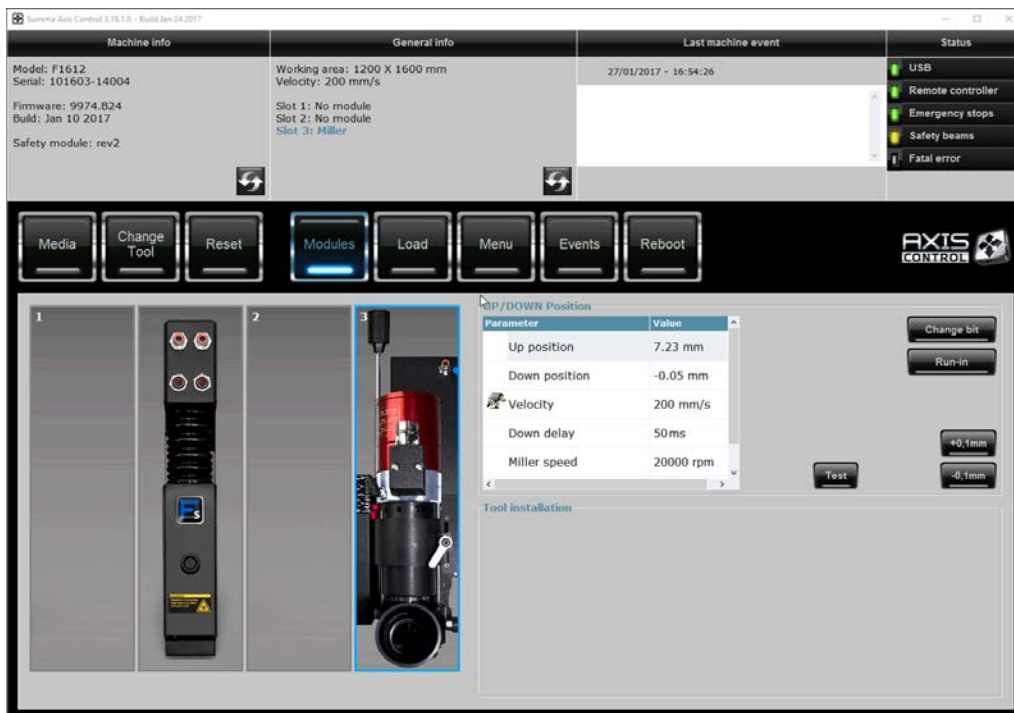 Summa Axis Control 3.18.1.0 - Build Jan 24 2017
Machine info
General info
Last machine event
Status
Model: F1612
Serial: 101603-14004
Firmware: 9974.B24
Build: Jan 10 2017
Safety module: rev2
Working area: 1200 X 1600 mm
Velocity: 200 mm/s
Slot 1: No module
Slot 2: No module
Slot 3: Miller
27/01/2017 - 16:54:26
USB
Remote controller
Emergency stops
Safety beams
Fatal error
Media
Change
Tool
Reset
Modules
Load
Menu
Events
Reboot
AXIS
CONTROL
1
2
3
UP/DOWN Position
Parameter Value
Up position 7.23 mm
Down position -0.05 mm
Velocity 200 mm/s
Down delay 50ms
Miller speed 20000 rpm
Change bit
Run-in
+0,1mm
Test
-0,1mm
Tool installation